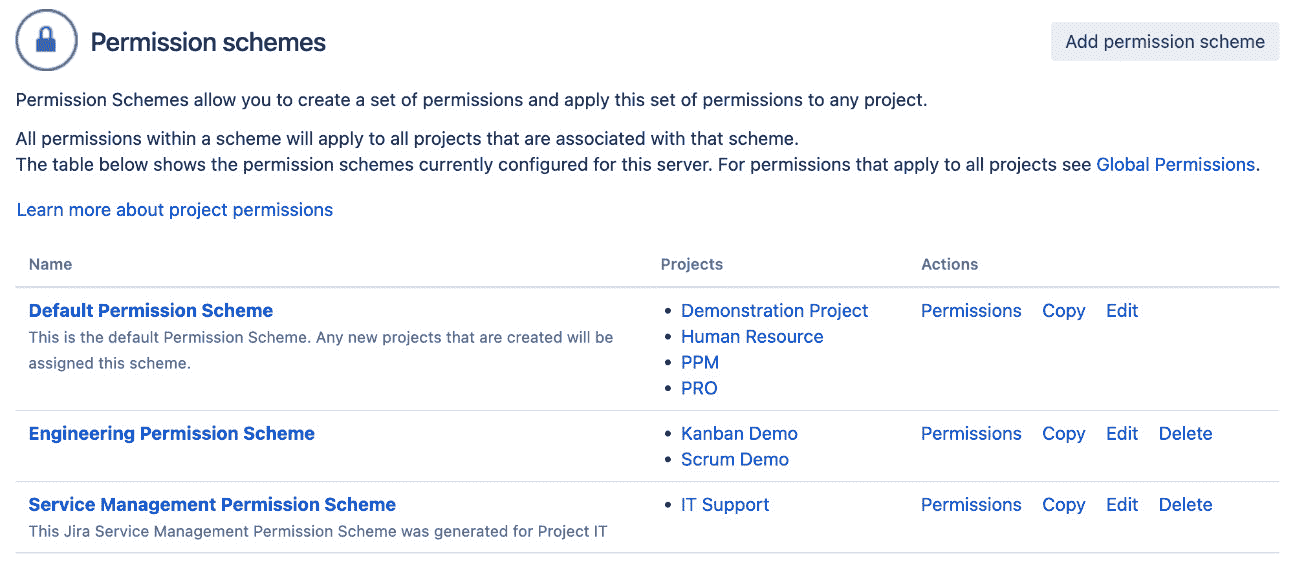 Permission schemes
Add permission scheme
Permission Schemes allow you to create a set of permissions and apply this set of permissions to any project.
All permissions within a scheme will apply to all projects that are associated with that scheme.
The table below shows the permission schemes currently configured for this server. For permissions that apply to all projects see Global Permissions.
Learn more about project permissions
Name Projects Actions
Default Permission Scheme • Demonstration Project Permissions Copy Edit
This is the default Permission Scheme. Any new projects that are created will be • Human Resource
assigned this scheme. • PPM
• PRO
Engineering Permission Scheme • Kanban Demo Permissions Copy Edit Delete
• Scrum Demo
Service Management Permission Scheme • IT Support Permissions Copy Edit Delete
This Jira Service Management Permission Scheme was generated for Project IT